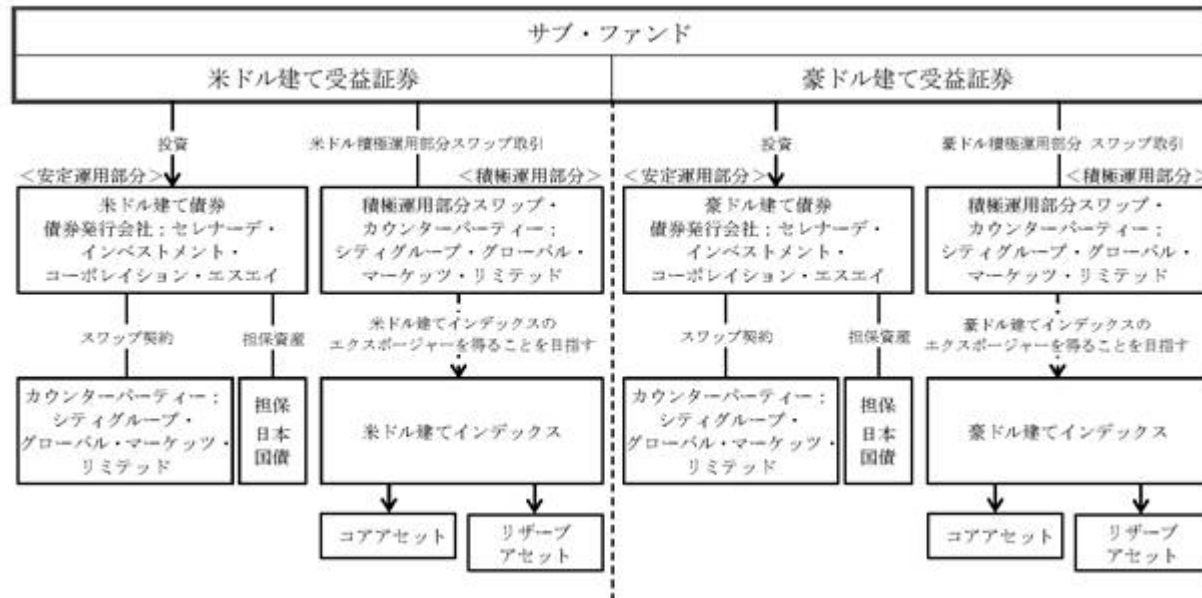 サブ・ファンド
米ドル建て受益証券
投資
米ドル積極運用部分スワップ取引
＜安定運用部分＞
＜積極運用部分＞
米ドル建て債券
債券発行会社：セレナーデ・
インベストメント・
コーポレイション・エスエイ
積極運用部分スワップ・
カウンターパーティー：
シティグループ・グローバル・
マーケッツ・リミテッド
スワップ契約
担保資産
米ドル建てインデックスの
エクスポージャーを得ることを目指す
カウンターパーティー：
シティグループ・
グローバル・マーケッツ・
リミテッド
担保
日本
国債
米ドル建てインデックス
コアアセット
リザーブ
アセット
豪ドル建て受益証券
投資
豪ドル積極運用部分 スワップ取引
＜安定運用部分＞
＜積極運用部分＞
豪ドル建て債券
債券発行会社：セレナーデ・
インベストメント・
コーポレイション・エスエイ
積極運用部分スワップ・
カウンターパーティー：
シティグループ・グローバル・
マーケッツ・リミテッド
スワップ契約
担保資産
豪ドル建てインデックスの
エクスポージャーを得ることを目指す
カウンターパーティー：
シティグループ・
グローバル・マーケッツ・
リミテッド
担保
日本
国債
豪ドル建てインデックス
コアアセット
リザーブ
アセット